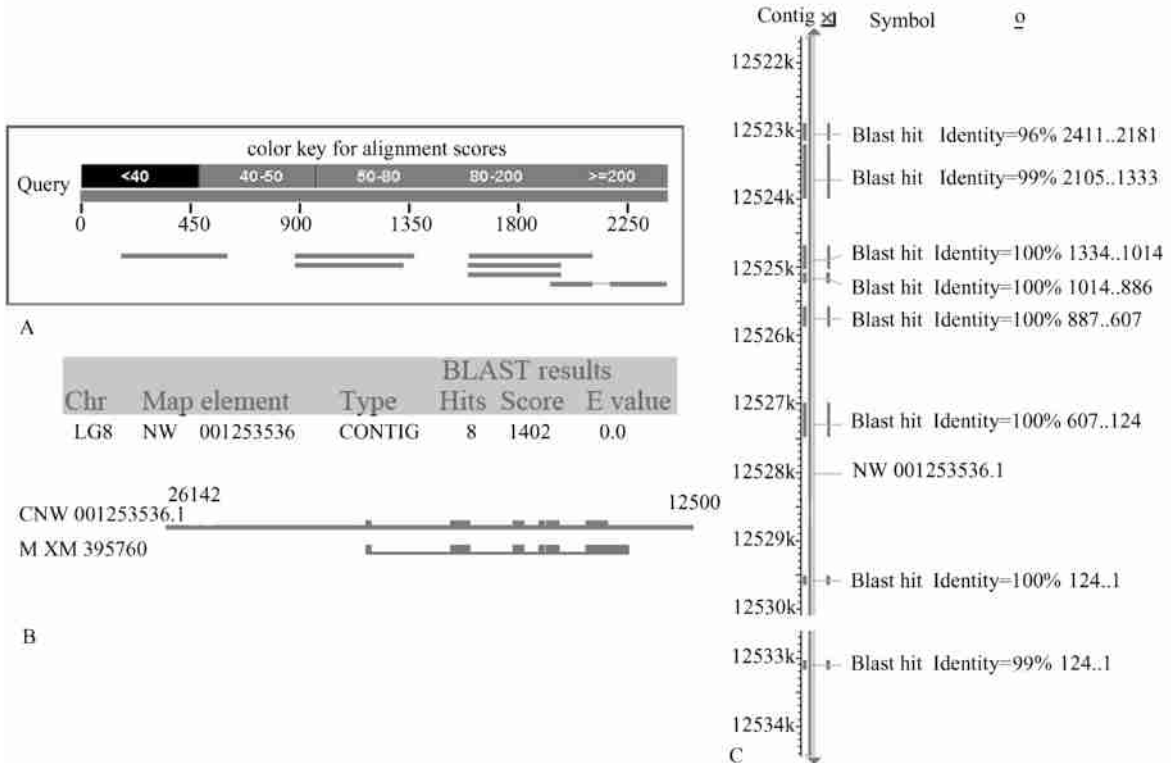 color key for alignment scores
Query
<40 40-50 50-80 80-200 >=200
0 450 900 1350 1800 2250
A
BLAST results
Chr Map element Type Hits Score E value
LG8 NW 001253536 CONTIG 8 1402 0.0
26142
12500
CNW 001253536.1
M XM 395760
B
Contig Symbol o
12522k
12523k
Blast hit Identity=96% 2411..2181
Blast hit Identity=99% 2105..1333
12524k
Blast hit Identity=100% 1334..1014
12525k
Blast hit Identity=100% 1014..886
Blast hit Identity=100% 887..607
12526k
12527k
Blast hit Identity=100% 607..124
12528k
NW 001253536.1
12529k
Blast hit Identity=100% 124..1
12530k
12533k
Blast hit Identity=99% 124..1
12534k
C